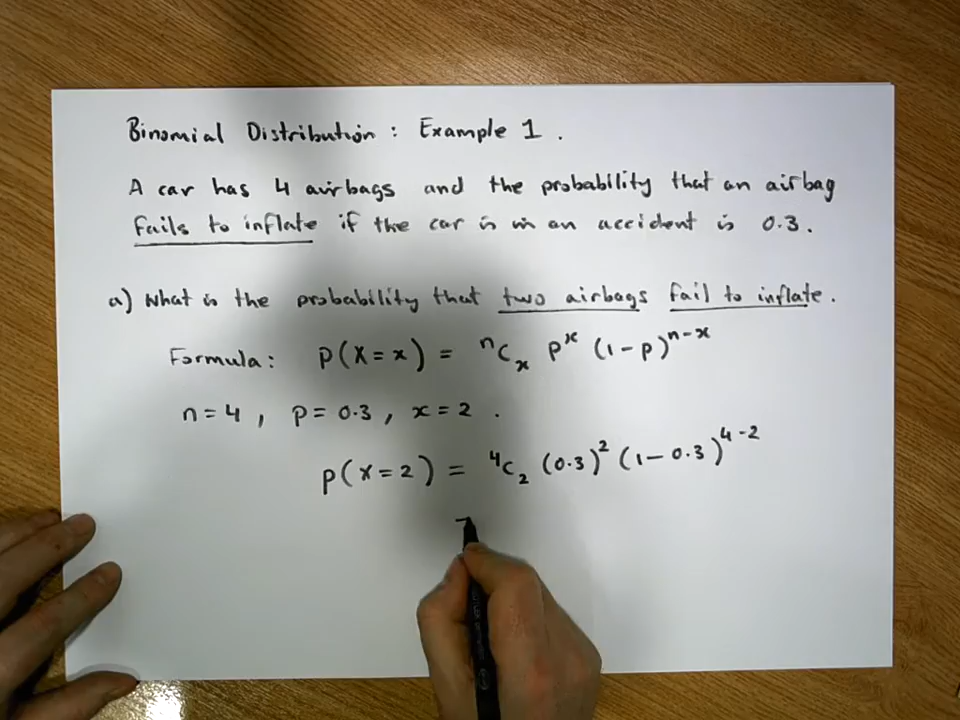 Binomial Distribution : Example 1 .
A car has 4 airbags and the probability that an airbag
fails to inflate if the car is in an accident is 0.3 .
a) What is the probability that two airbags fail to inflate .
Formula : P(X = x) = ⁿCₓ pˣ (1 - p)ⁿ⁻ˣ
n = 4 , p = 0.3 , x = 2 .
P(X = 2) = ⁴C₂ (0.3)² (1 - 0.3)⁴⁻²